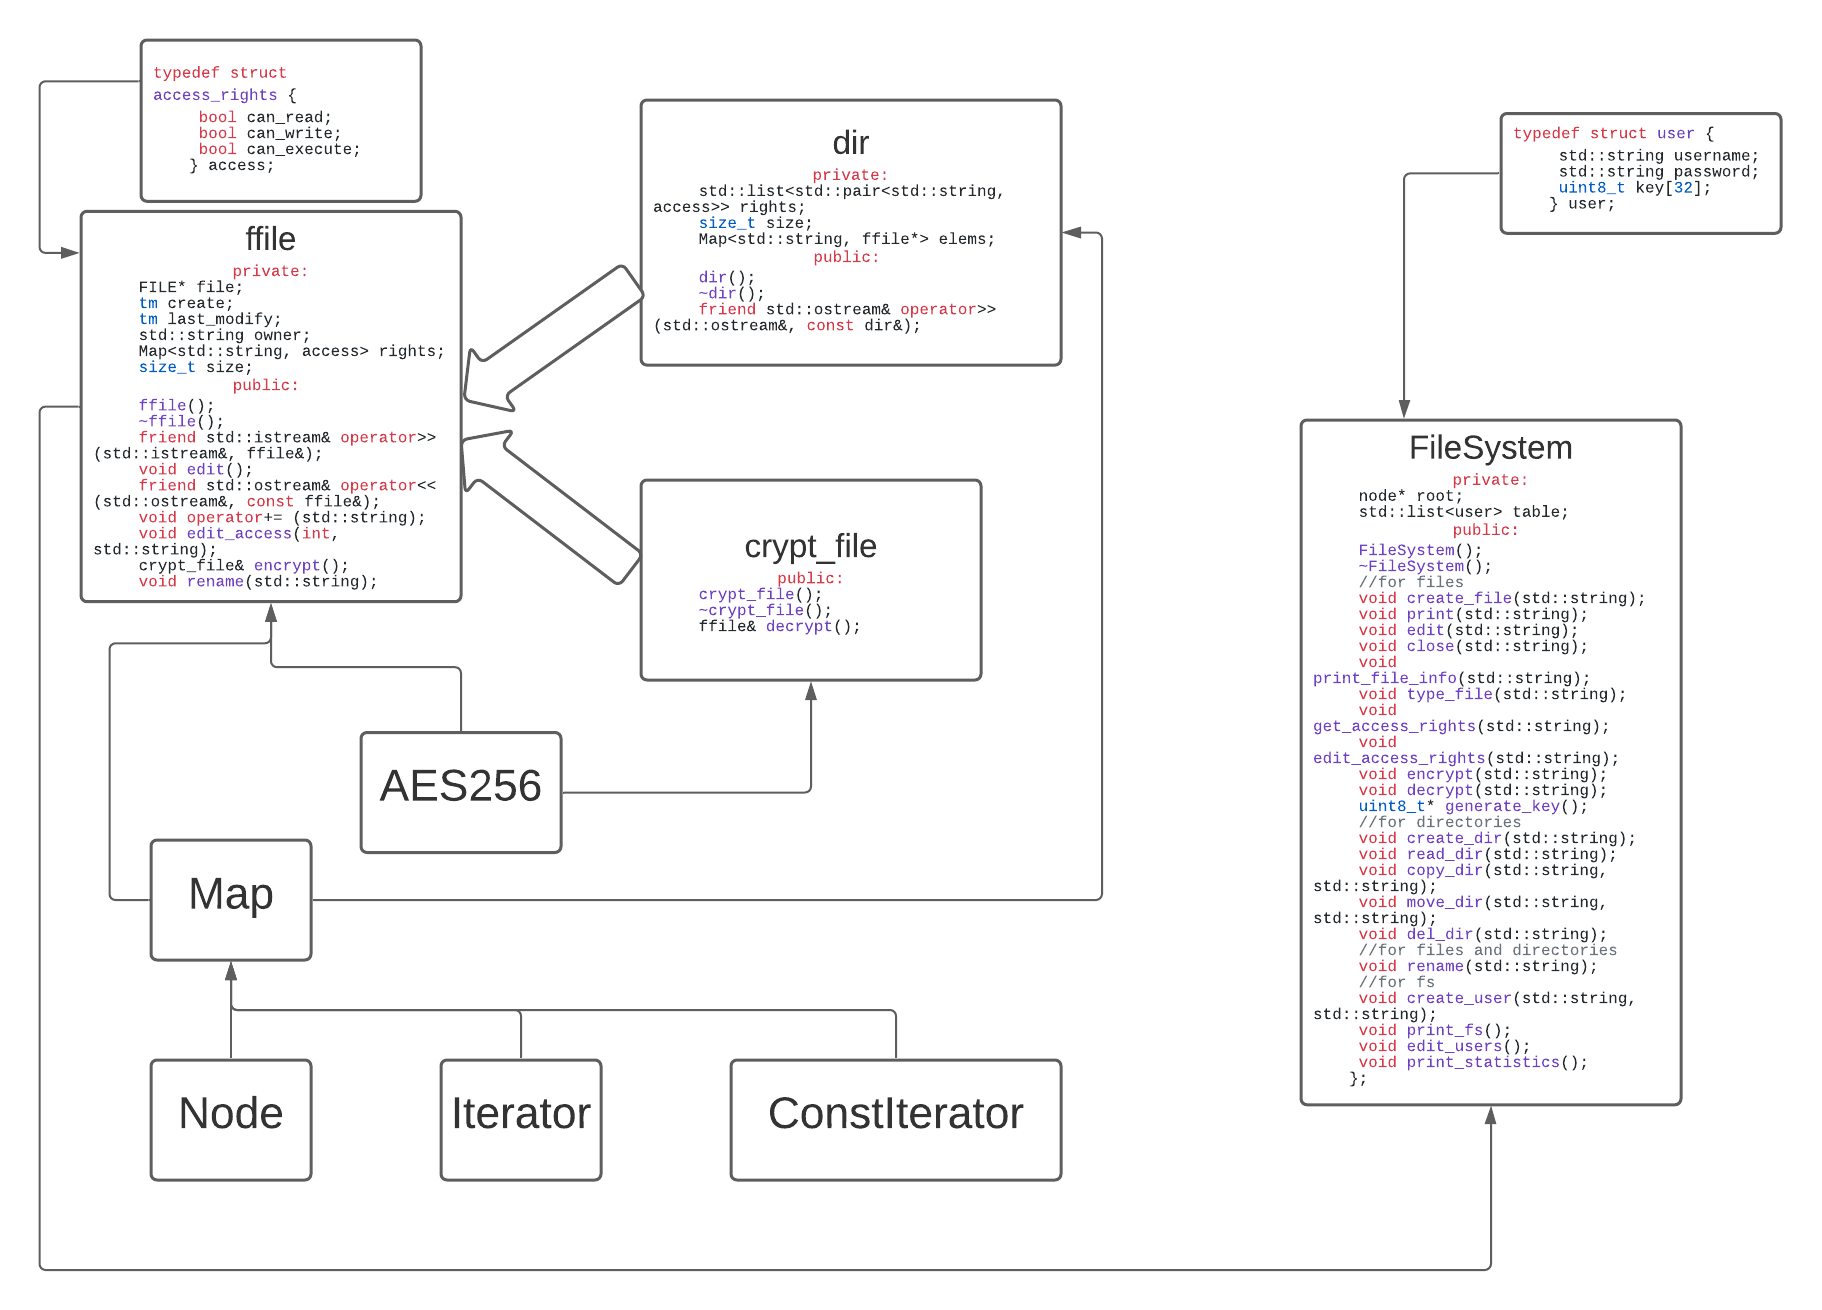 typedef struct
access_rights {
bool can_read;
bool can_write;
bool can_execute;
} access;
ffile
private:
FILE* file;
tm create;
tm last_modify;
std::string owner;
Map<std::string, access> rights;
size_t size;
public:
ffile();
~ffile();
friend std::istream& operator>>
(std::istream&, ffile&);
void edit();
friend std::ostream& operator<<
(std::ostream&, const ffile&);
void operator+= (std::string);
void edit_access(int,
std::string);
crypt_file& encrypt();
void rename(std::string);
dir
private:
std::list<std::pair<std::string,
access>> rights;
size_t size;
Map<std::string, ffile*> elems;
public:
dir();
~dir();
friend std::ostream& operator>>
(std::ostream&, const dir&);
crypt_file
public:
crypt_file();
~crypt_file();
ffile& decrypt();
AES256
Map
Node
Iterator
ConstIterator
typedef struct user {
std::string username;
std::string password;
uint8_t key[32];
} user;
FileSystem
private:
node* root;
std::list<user> table;
public:
FileSystem();
~FileSystem();
//for files
void create_file(std::string);
void print(std::string);
void edit(std::string);
void close(std::string);
void
print_file_info(std::string);
void type_file(std::string);
void
get_access_rights(std::string);
void
edit_access_rights(std::string);
void encrypt(std::string);
void decrypt(std::string);
uint8_t* generate_key();
//for directories
void create_dir(std::string);
void read_dir(std::string);
void copy_dir(std::string,
std::string);
void move_dir(std::string,
std::string);
void del_dir(std::string);
//for files and directories
void rename(std::string);
//for fs
void create_user(std::string,
std::string);
void print_fs();
void edit_users();
void print_statistics();
};